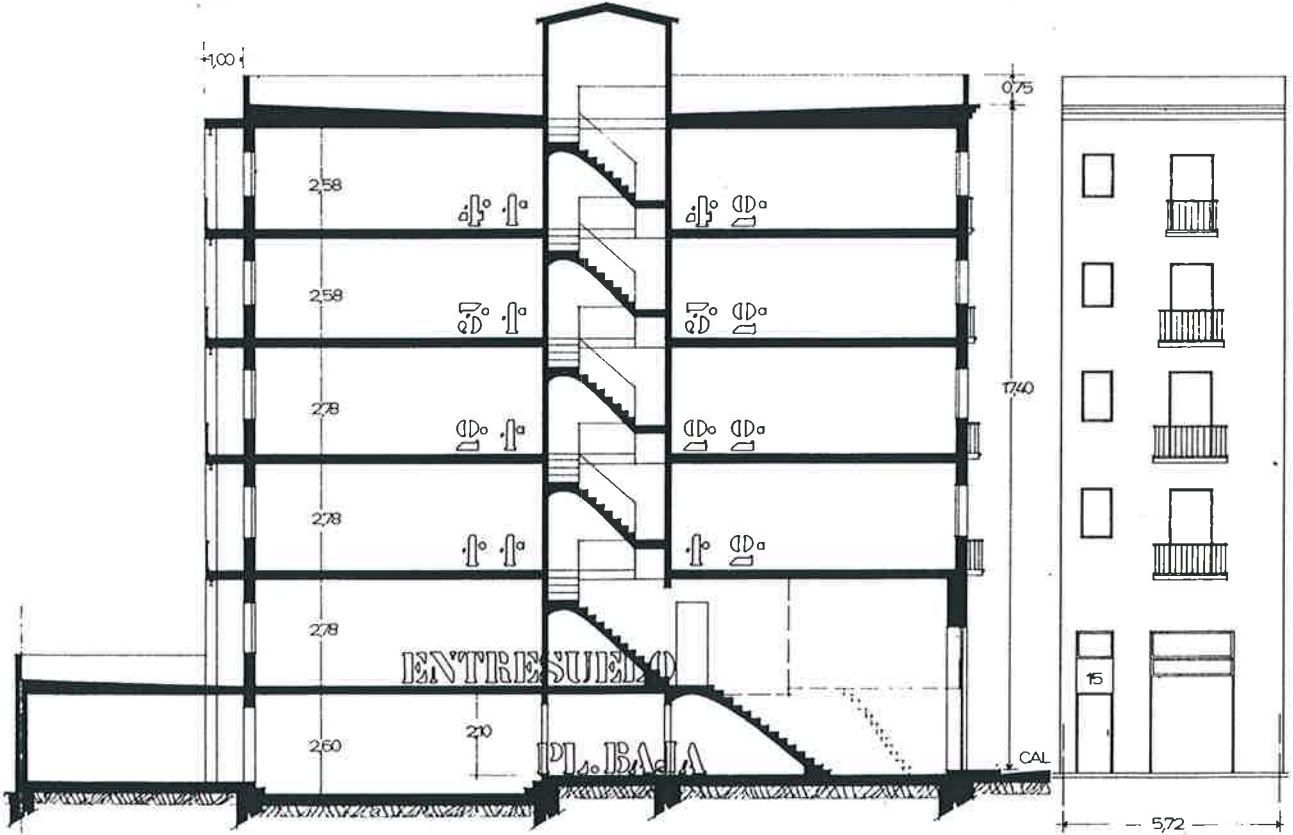 1,00
0,75
2,58
4º 1ª
4º 2ª
2,58
3º 1ª
3º 2ª
17,40
2,78
2º 1ª
2º 2ª
2,78
1º 1ª
1º 2ª
2,78
ENTRESUELO
15
2,10
2,60
PL. BAJA
CAL
5,72